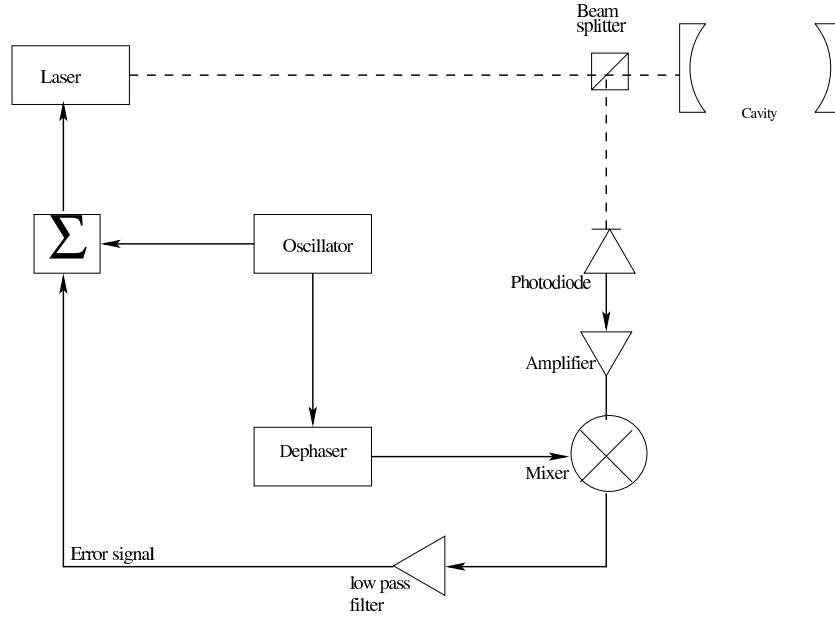 Beam
splitter
Laser
Cavity
Σ
Oscillator
Photodiode
Amplifier
Dephaser
Mixer
Error signal
low pass
filter